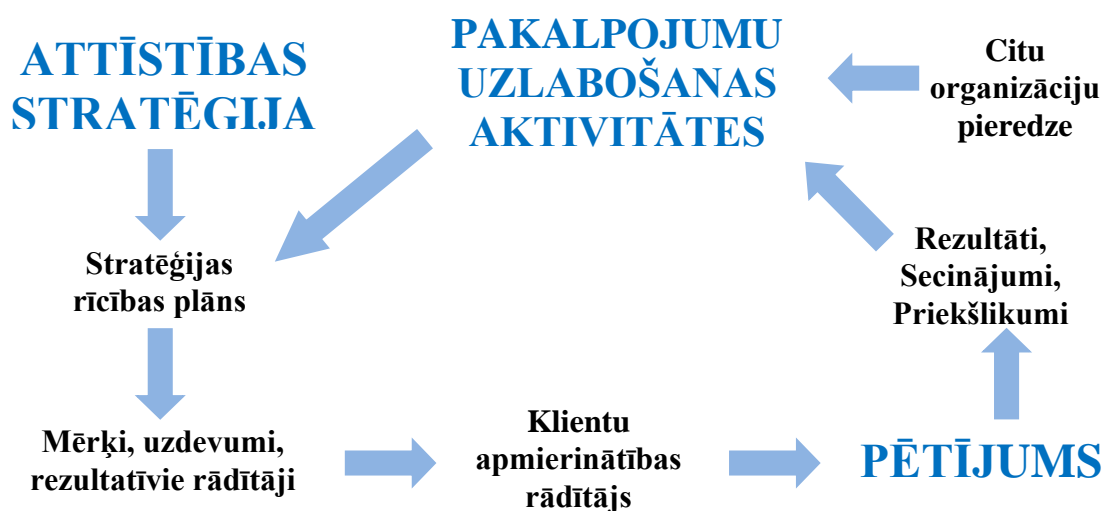 ATTĪSTĪBAS
STRATĒĢIJA
PAKALPOJUMU
UZLABOŠANAS
AKTIVITĀTES
Citu
organizāciju
pieredze
Stratēģijas
rīcības plāns
Rezultāti,
Secinājumi,
Priekšlikumi
Mērķi, uzdevumi,
rezultatīvie rādītāji
Klientu
apmierinātības
rādītājs
PĒTĪJUMS